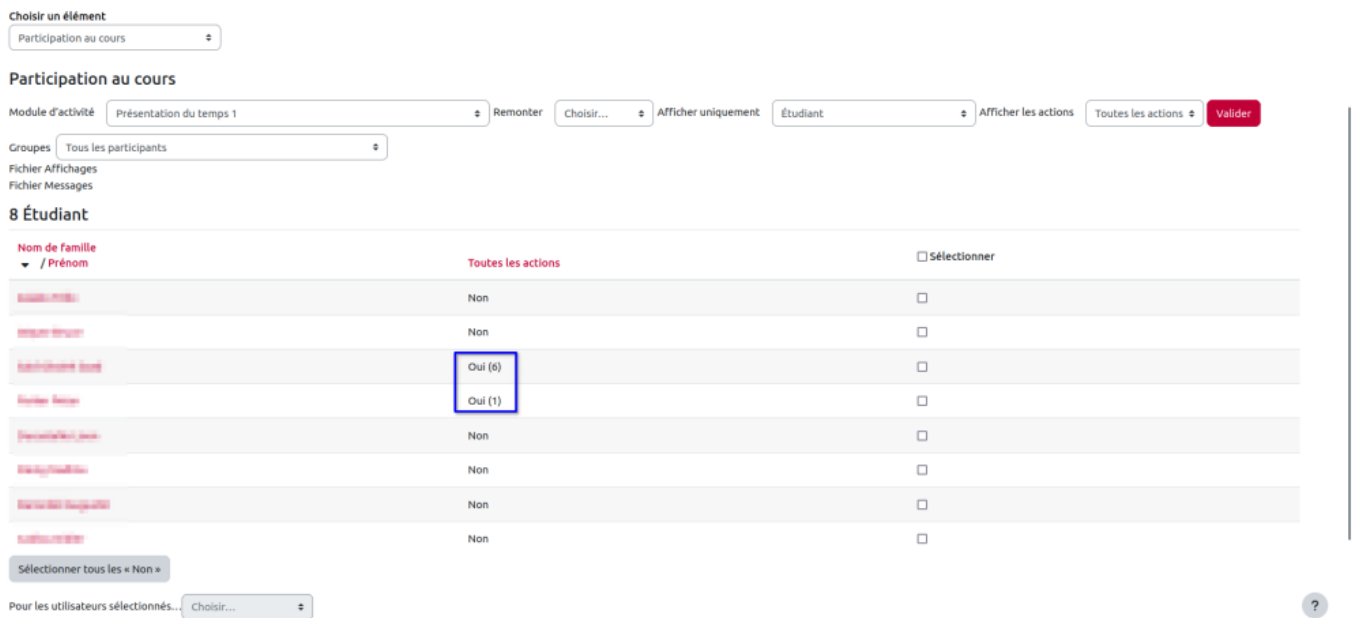 Choisir un élément
Participation au cours
Participation au cours
Module d'activité Présentation du temps 1 Remonter Choisir... Afficher uniquement Étudiant Afficher les actions Toutes les actions Valider
Groupes Tous les participants
Fichier Affichages
Fichier Messages
8 Étudiant
Nom de famille
/ Prénom Toutes les actions Sélectionner
Non
Non
Oui (6)
Oui (1)
Non
Non
Non
Non
Sélectionner tous les « Non »
Pour les utilisateurs sélectionnés... Choisir... ?